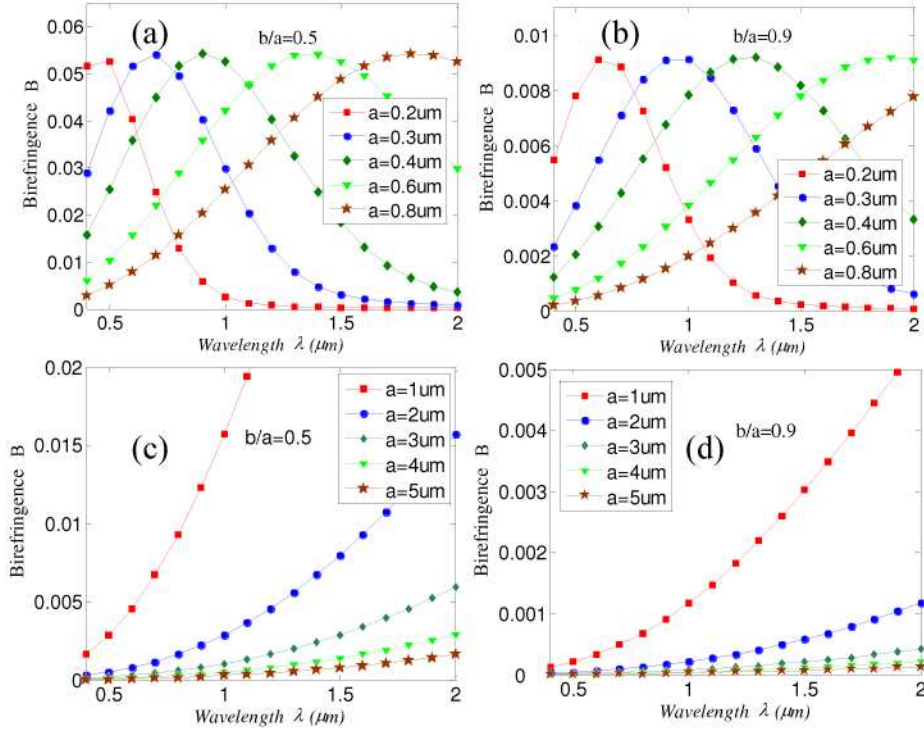 (a)
b/a=0.5
Birefringence B
0.06
0.05
0.04
0.03
0.02
0.01
0
a=0.2um
a=0.3um
a=0.4um
a=0.6um
a=0.8um
0.5
1
1.5
2
Wavelength λ (μm)
(b)
b/a=0.9
Birefringence B
0.01
0.008
0.006
0.004
0.002
0
a=0.2um
a=0.3um
a=0.4um
a=0.6um
a=0.8um
0.5
1
1.5
2
Wavelength λ (μm)
(c)
b/a=0.5
Birefringence B
0.02
0.015
0.01
0.005
0
a=1um
a=2um
a=3um
a=4um
a=5um
0.5
1
1.5
2
Wavelength λ (μm)
(d)
b/a=0.9
Birefringence B
0.005
0.004
0.003
0.002
0.001
0
a=1um
a=2um
a=3um
a=4um
a=5um
0.5
1
1.5
2
Wavelength λ (μm)